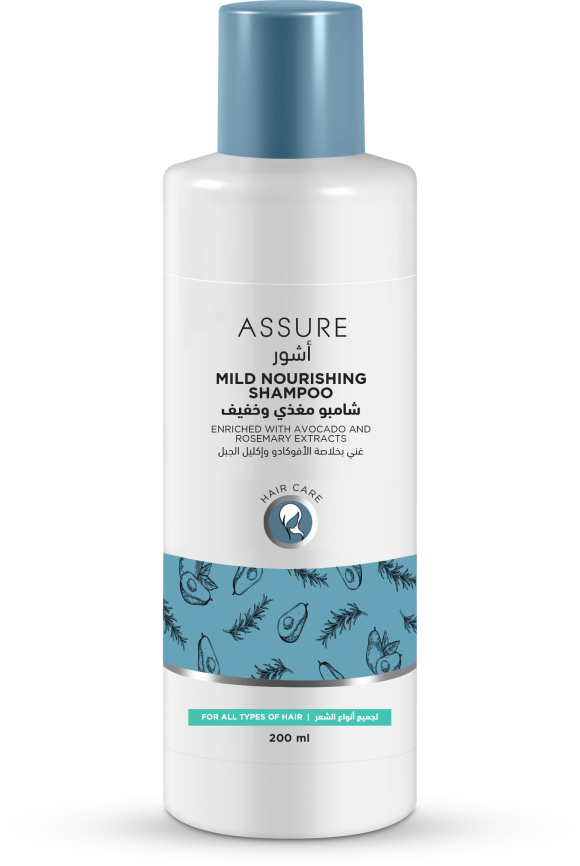 ASSURE
أشور
MILD NOURISHING
SHAMPOO
شامبو مغذي وخفيف
ENRICHED WITH AVOCADO AND
ROSEMARY EXTRACTS
غني بخلاصة الأفوكادو وإكليل الجبل
HAIR CARE
FOR ALL TYPES OF HAIR | لجميع أنواع الشعر
200 ml